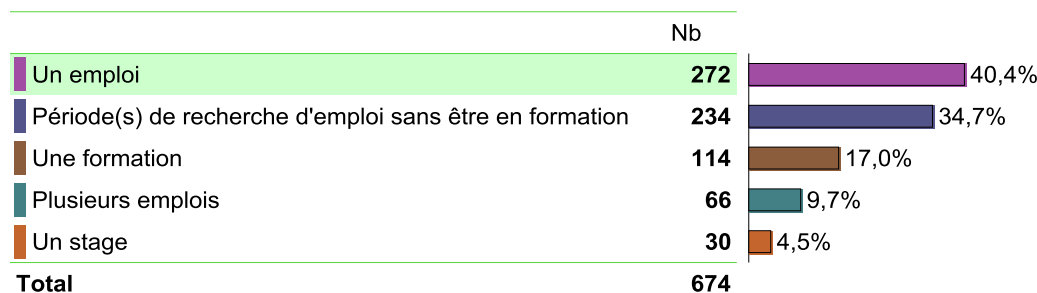 Nb
Un emploi 272 40,4%
Période(s) de recherche d'emploi sans être en formation 234 34,7%
Une formation 114 17,0%
Plusieurs emplois 66 9,7%
Un stage 30 4,5%
Total 674